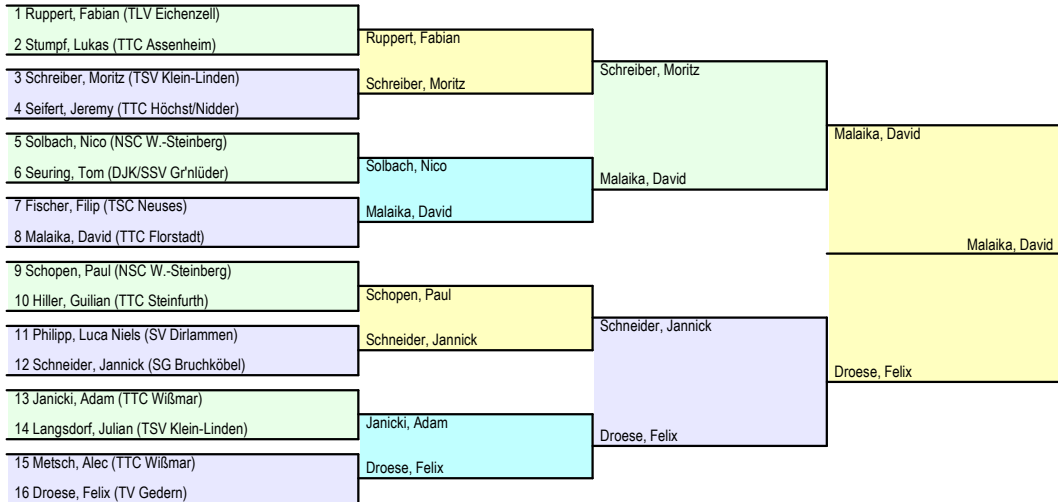 1 Ruppert, Fabian (TLV Eichenzell)
2 Stumpf, Lukas (TTC Assenheim)
3 Schreiber, Moritz (TSV Klein-Linden)
4 Seifert, Jeremy (TTC Höchst/Nidder)
5 Solbach, Nico (NSC W.-Steinberg)
6 Seuring, Tom (DJK/SSV Gr'nlüder)
7 Fischer, Filip (TSC Neuses)
8 Malaika, David (TTC Florstadt)
9 Schopen, Paul (NSC W.-Steinberg)
10 Hiller, Guilian (TTC Steinfurth)
11 Philipp, Luca Niels (SV Dirlammen)
12 Schneider, Jannick (SG Bruchköbel)
13 Janicki, Adam (TTC Wißmar)
14 Langsdorf, Julian (TSV Klein-Linden)
15 Metsch, Alec (TTC Wißmar)
16 Droese, Felix (TV Gedern)
Ruppert, Fabian
Schreiber, Moritz
Solbach, Nico
Malaika, David
Schopen, Paul
Schneider, Jannick
Janicki, Adam
Droese, Felix
Schreiber, Moritz
Malaika, David
Schneider, Jannick
Droese, Felix
Malaika, David
Droese, Felix
Malaika, David